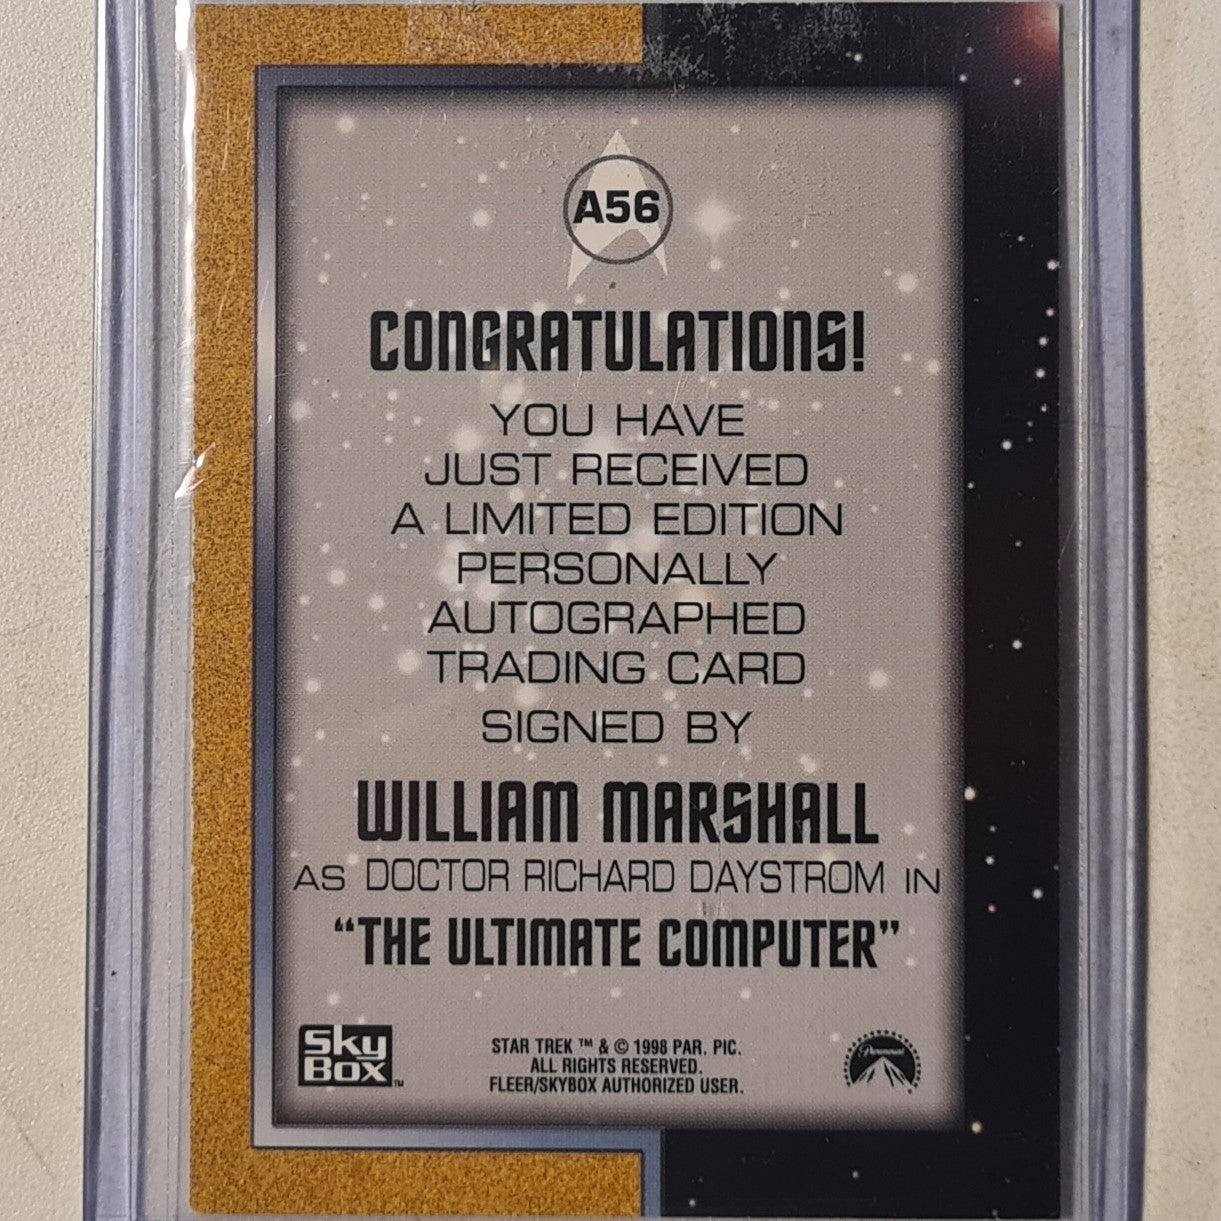 A56
CONGRATULATIONS!
YOU HAVE
JUST RECEIVED
A LIMITED EDITION
PERSONALLY
AUTOGRAPHED
TRADING CARD
SIGNED BY
WILLIAM MARSHALL
AS DOCTOR RICHARD DAYSTROM IN
“THE ULTIMATE COMPUTER”
Sky
Box™
STAR TREK ™ & © 1998 PAR. PIC.
ALL RIGHTS RESERVED.
FLEER/SKYBOX AUTHORIZED USER.
Paramount